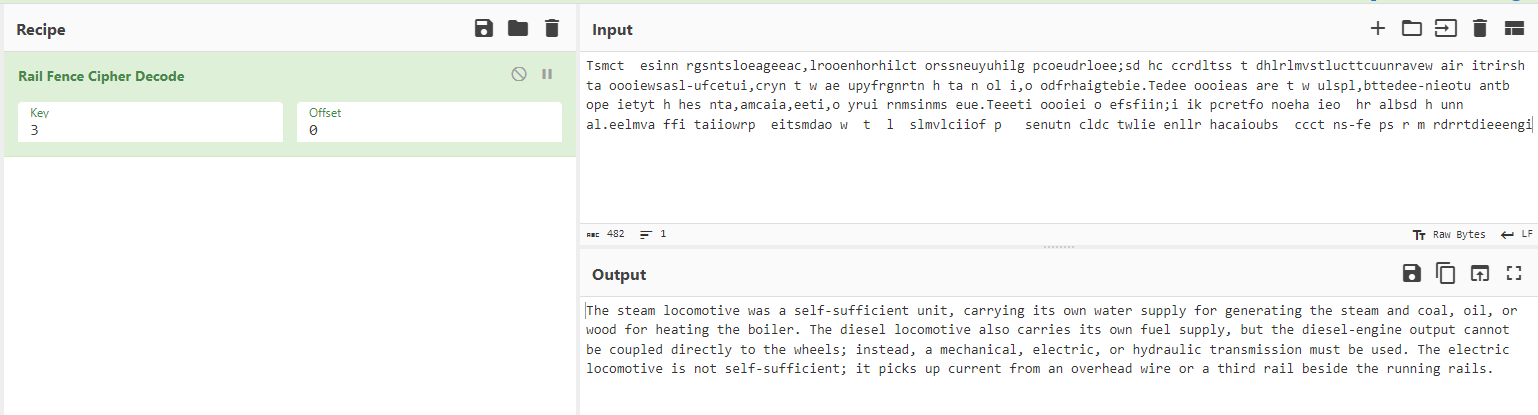 Recipe
Rail Fence Cipher Decode
Key
3
Offset
0
Input
Tsmct  esinn rgsntsloeageeac,lrooenhorhilct orssneuyuhilg pcoeudrloee;sd hc ccrdltss t dhlrlmvstlucttcuunravew air itrirsh
ta oooiewsasl-ufcetui,cryn t w ae upyfrgnrtn h ta n ol i,o odfrhaigtebie.Tedee oooieas are t w ulspl,bttedee-nieotu antb
ope ietyt h hes nta,amcaia,eeti,o yrui rnmsinms eue.Teeeti oooiei o efsfiin;i ik pcretfo noeha ieo  hr albsd h unn
al.eelmva ffi taiiowrp  eitsmdao w  t  l  slmvlciiof p   senutn cldc twlie enllr hacaioubs  ccct ns-fe ps r m rdrrtdieeengi
ABC 482
1
Tт Raw Bytes
LF
Output
The steam locomotive was a self-sufficient unit, carrying its own water supply for generating the steam and coal, oil, or
wood for heating the boiler. The diesel locomotive also carries its own fuel supply, but the diesel-engine output cannot
be coupled directly to the wheels; instead, a mechanical, electric, or hydraulic transmission must be used. The electric
locomotive is not self-sufficient; it picks up current from an overhead wire or a third rail beside the running rails.